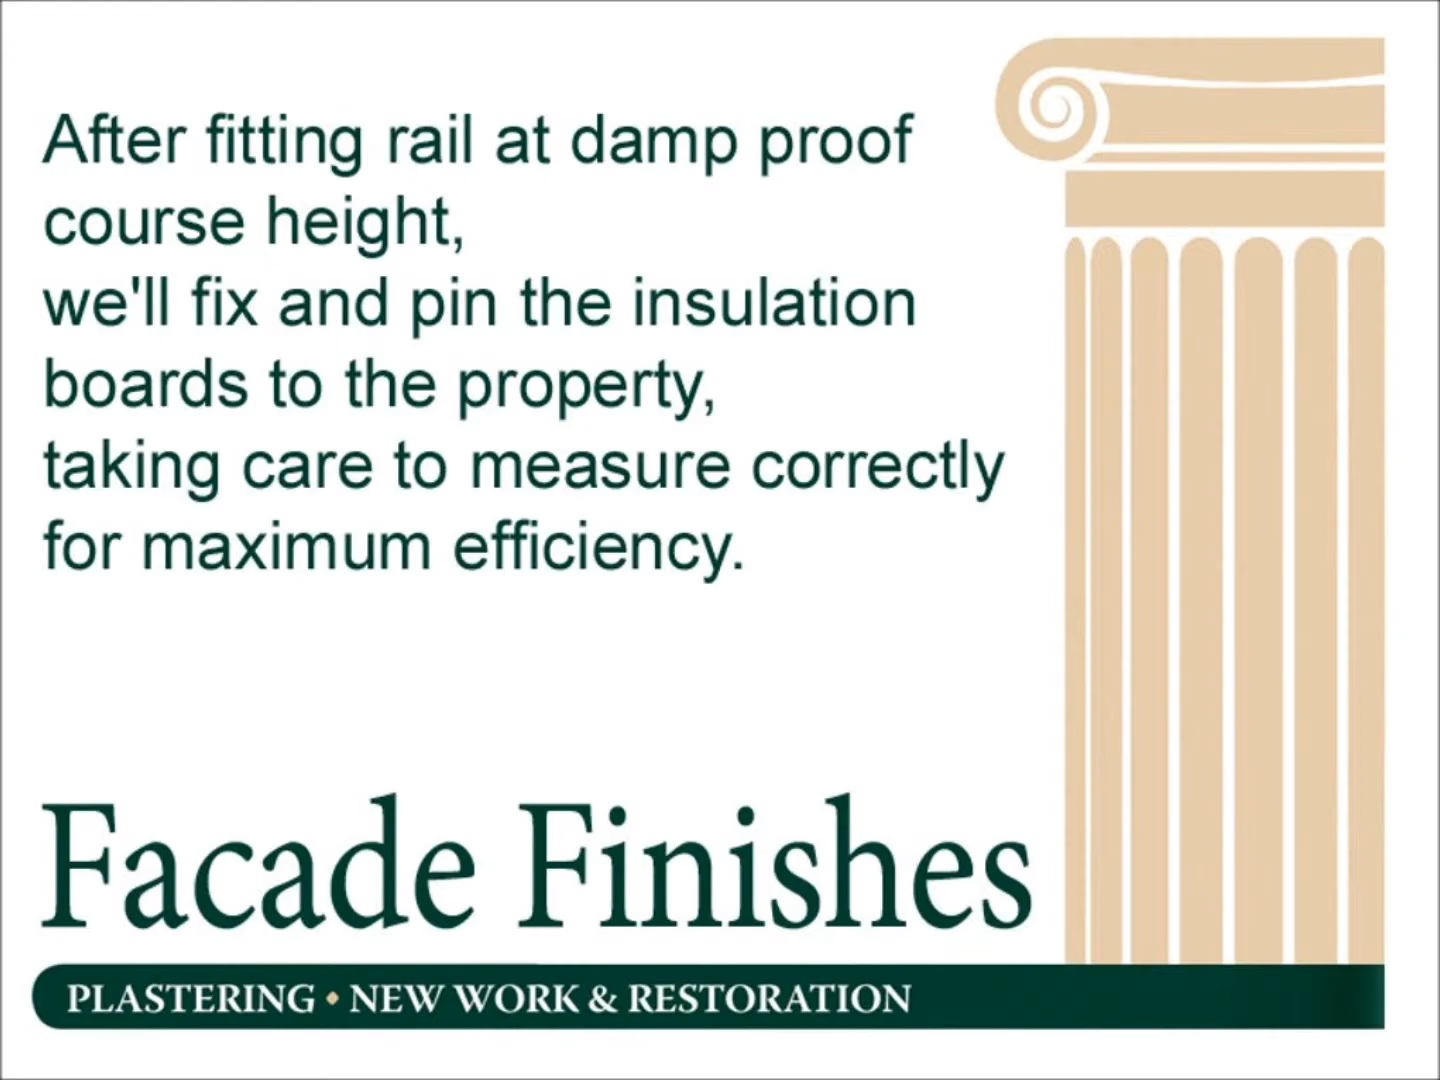 After fitting rail at damp proof
course height,
we'll fix and pin the insulation
boards to the property,
taking care to measure correctly
for maximum efficiency.
Facade Finishes
PLASTERING • NEW WORK & RESTORATION